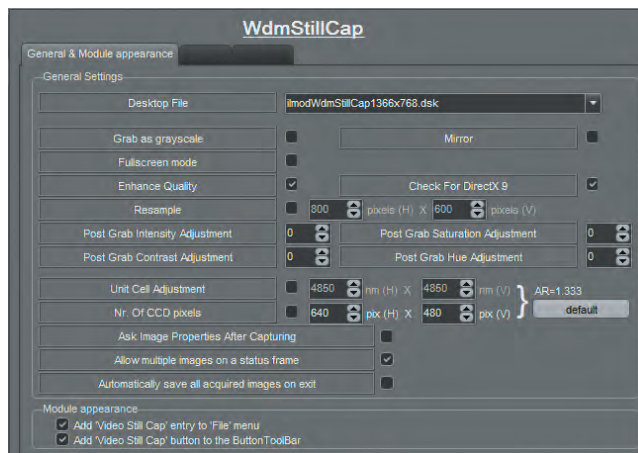 WdmStillCap
General & Module appearance
General Settings
Desktop File ilmodWdmStillCap1366x768.dsk
Grab as grayscale Mirror
Fullscreen mode
Enhance Quality Check For DirectX 9
Resample 800 pixels (H) X 600 pixels (V)
Post Grab Intensity Adjustment 0 Post Grab Saturation Adjustment 0
Post Grab Contrast Adjustment 0 Post Grab Hue Adjustment 0
Unit Cell Adjustment 4850 nm (H) X 4850 nm (V) } AR=1.333
Nr. Of CCD pixels 640 pix (H) X 480 pix (V) default
Ask Image Properties After Capturing
Allow multiple images on a status frame
Automatically save all acquired images on exit
Module appearance
Add 'Video Still Cap' entry to 'File' menu
Add 'Video Still Cap' button to the ButtonToolBar